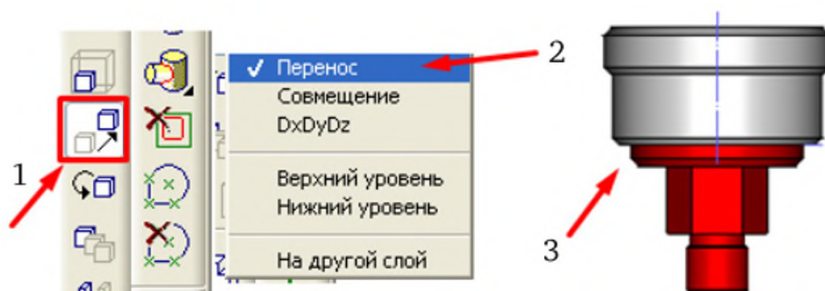 1
2
✓ Перенос
Совмещение
DxDyDz
Верхний уровень
Нижний уровень
На другой слой
3